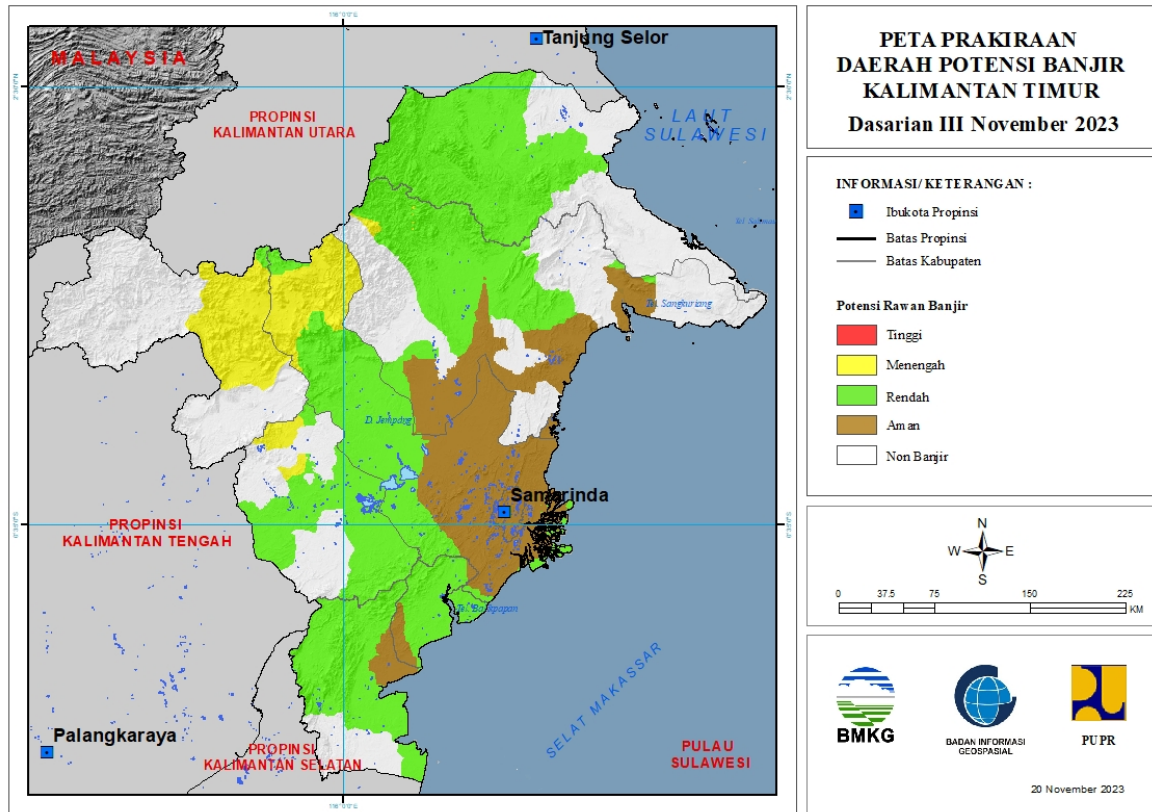 Tanjung Selor
MALAYSIA
PROPINSI
KALIMANTAN UTARA
LAUT
SULAWESI
Tel. Sangkuriang
D. Jempang
Samarinda
PROPINSI
KALIMANTAN TENGAH
Tel. Balikpapan
SELAT MAKASSAR
Palangkaraya
PROPINSI
KALIMANTAN SELATAN
PULAU
SULAWESI
PETA PRAKIRAAN
DAERAH POTENSI BANJIR
KALIMANTAN TIMUR
Dasarian III November 2023
INFORMASI/ KETERANGAN :
Ibukota Propinsi
Batas Propinsi
Batas Kabupaten
Potensi Rawan Banjir
Tinggi
Menengah
Rendah
Aman
Non Banjir
N
W E
S
0 37.5 75 150 225
KM
BMKG
BADAN INFORMASI
GEOSPASIAL
PUPR
20 November 2023